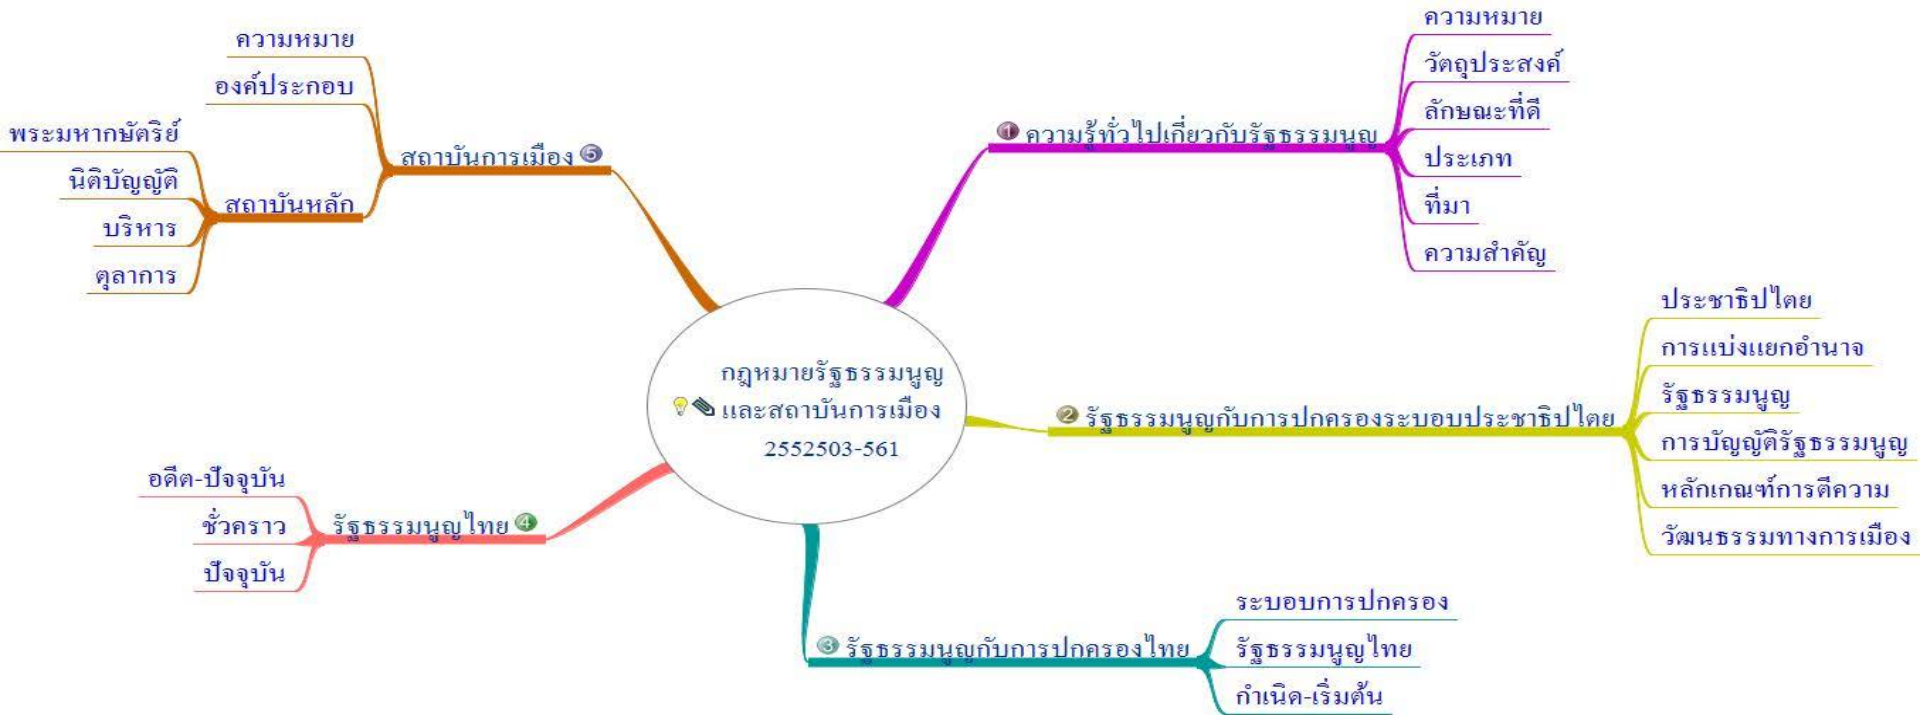 กฎหมายรัฐธรรมนูญ
และสถาบันการเมือง
2552503-561
1 ความรู้ทั่วไปเกี่ยวกับรัฐธรรมนูญ
ความหมาย
วัตถุประสงค์
ลักษณะที่ดี
ประเภท
ที่มา
ความสำคัญ
2 รัฐธรรมนูญกับการปกครองระบอบประชาธิปไตย
ประชาธิปไตย
การแบ่งแยกอำนาจ
รัฐธรรมนูญ
การบัญญัติรัฐธรรมนูญ
หลักเกณฑ์การตีความ
วัฒนธรรมทางการเมือง
3 รัฐธรรมนูญกับการปกครองไทย
ระบอบการปกครอง
รัฐธรรมนูญไทย
กำเนิด-เริ่มต้น
รัฐธรรมนูญไทย 4
อดีต-ปัจจุบัน
ชั่วคราว
ปัจจุบัน
สถาบันการเมือง 5
ความหมาย
องค์ประกอบ
สถาบันหลัก
พระมหากษัตริย์
นิติบัญญัติ
บริหาร
ตุลาการ